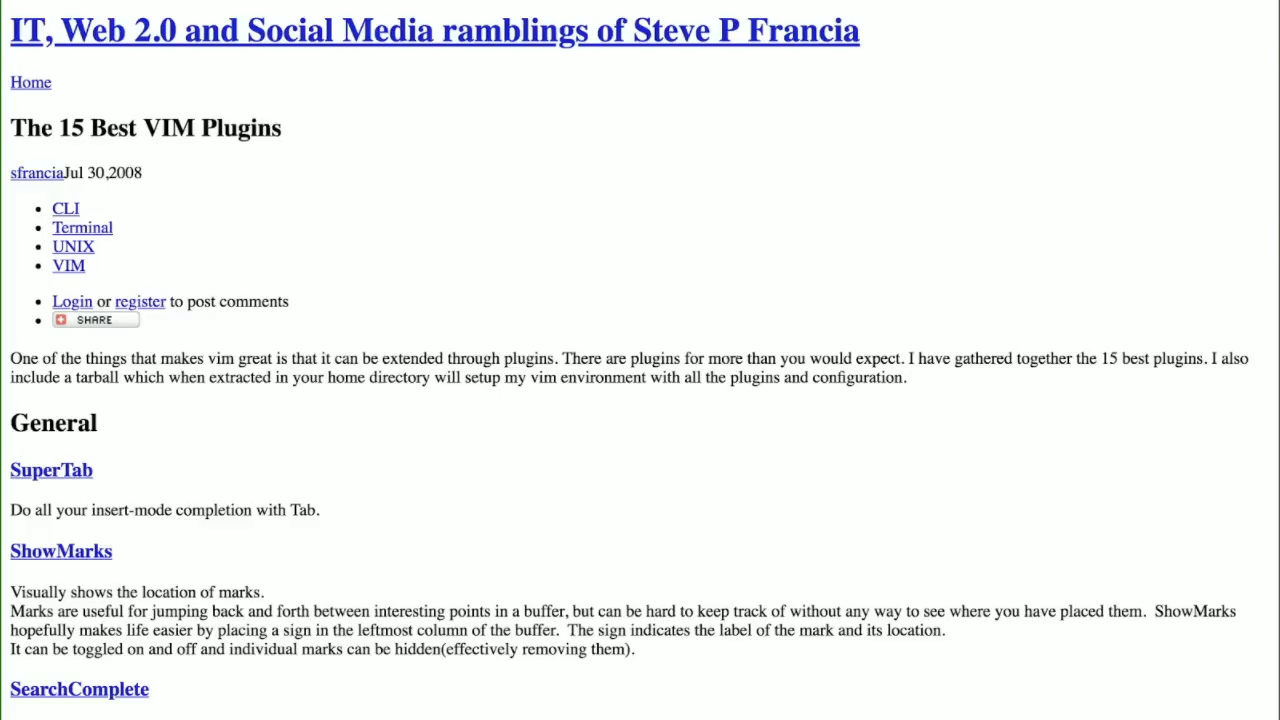 IT, Web 2.0 and Social Media ramblings of Steve P Francia
Home
The 15 Best VIM Plugins
sfranciaJul 30,2008
CLI
Terminal
UNIX
VIM
Login or register to post comments
SHARE
One of the things that makes vim great is that it can be extended through plugins. There are plugins for more than you would expect. I have gathered together the 15 best plugins. I also
include a tarball which when extracted in your home directory will setup my vim environment with all the plugins and configuration.
General
SuperTab
Do all your insert-mode completion with Tab.
ShowMarks
Visually shows the location of marks.
Marks are useful for jumping back and forth between interesting points in a buffer, but can be hard to keep track of without any way to see where you have placed them. ShowMarks
hopefully makes life easier by placing a sign in the leftmost column of the buffer. The sign indicates the label of the mark and its location.
It can be toggled on and off and individual marks can be hidden(effectively removing them).
SearchComplete